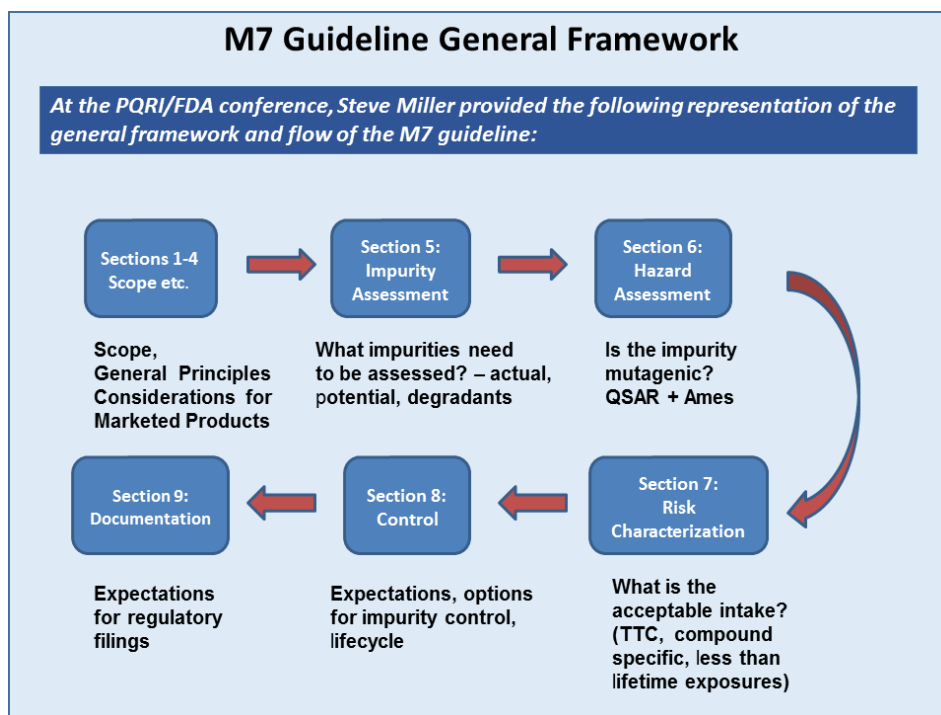 M7 Guideline General Framework
At the PQRI/FDA conference, Steve Miller provided the following representation of the
general framework and flow of the M7 guideline:
Sections 1-4
Scope etc.
Section 5:
Impurity
Assessment
Section 6:
Hazard
Assessment
Scope,
General Principles
Considerations for
Marketed Products
What impurities need
to be assessed? – actual,
potential, degradants
Is the impurity
mutagenic?
QSAR + Ames
Section 9:
Documentation
Section 8:
Control
Section 7:
Risk
Characterization
Expectations
for regulatory
filings
Expectations, options
for impurity control,
lifecycle
What is the
acceptable intake?
(TTC, compound
specific, less than
lifetime exposures)